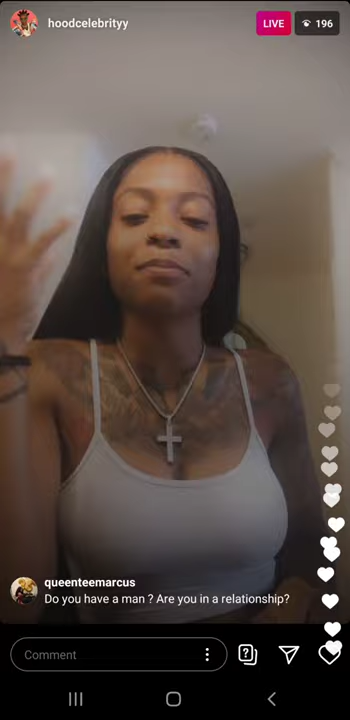 hoodcelebrityy
LIVE
196
queenteemarcus
Do you have a man ? Are you in a relationship?
Comment